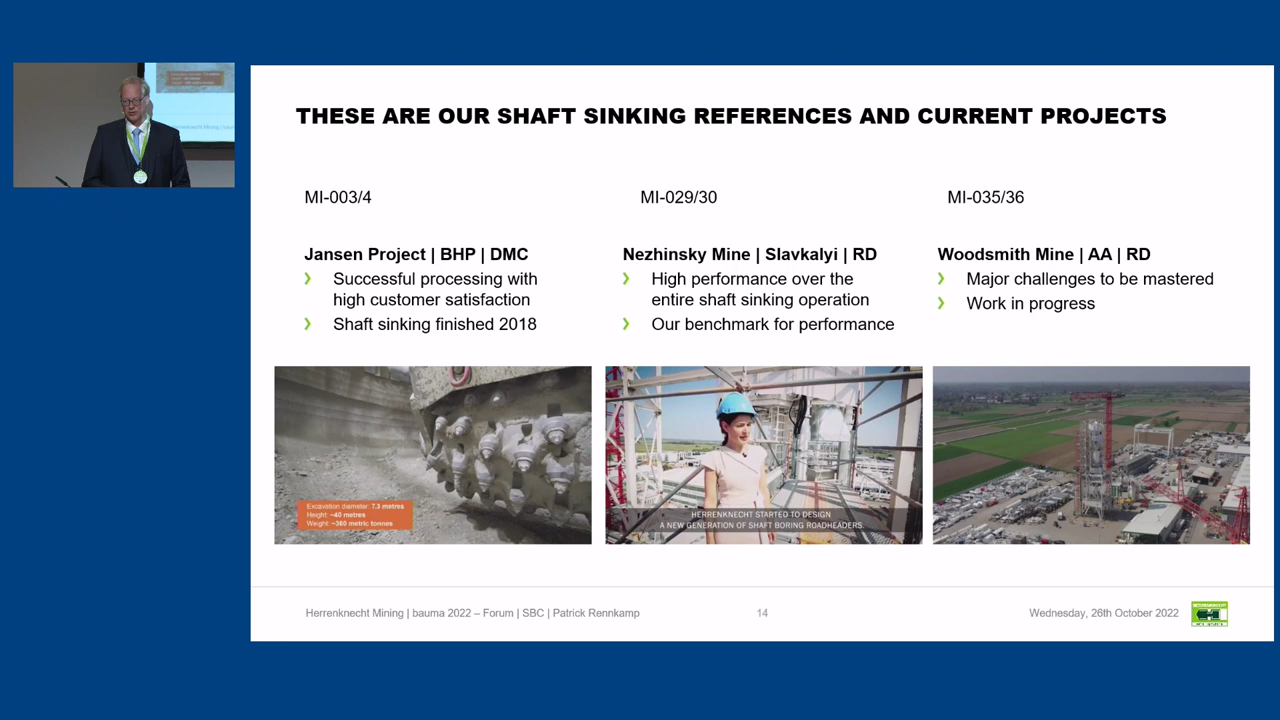 THESE ARE OUR SHAFT SINKING REFERENCES AND CURRENT PROJECTS
MI-003/4
Jansen Project | BHP | DMC
Successful processing with
high customer satisfaction
Shaft sinking finished 2018
MI-029/30
Nezhinsky Mine | Slavkalyi | RD
High performance over the
entire shaft sinking operation
Our benchmark for performance
MI-035/36
Woodsmith Mine | AA | RD
Major challenges to be mastered
Work in progress
Excavation diameter: 7.3 metres
Height: ~40 metres
Weight: ~360 metric tonnes
HERRENKNECHT STARTED TO DESIGN
A NEW GENERATION OF SHAFT BORING ROADHEADERS.
Herrenknecht Mining | bauma 2022 – Forum | SBC | Patrick Rennkamp
14
Wednesday, 26th October 2022